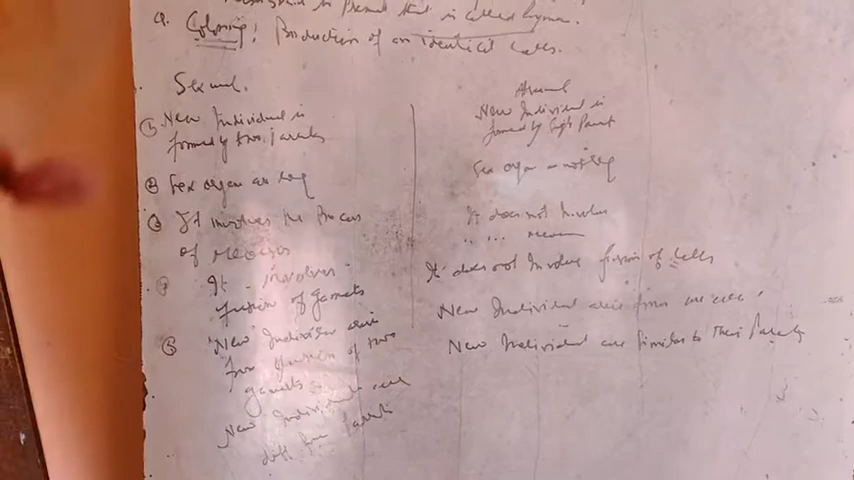 that is called
Q. Cloning: Production of an identical cells.
Sexual.
① New Individual is
formed by two parents
② Sex organ are
③ It involves the Process
of meiosis
④ It involves
fusion of gamets
⑤ New Individual
from fusion of two
gamets
New Individual are
diff from parents
Asexual
New Individual is
formed by Single Parent
Sex organ not
It does not Involve
" "
It does not Involve fusion of cells
New Individual from one cell
New Individual are Similar to Their Parents